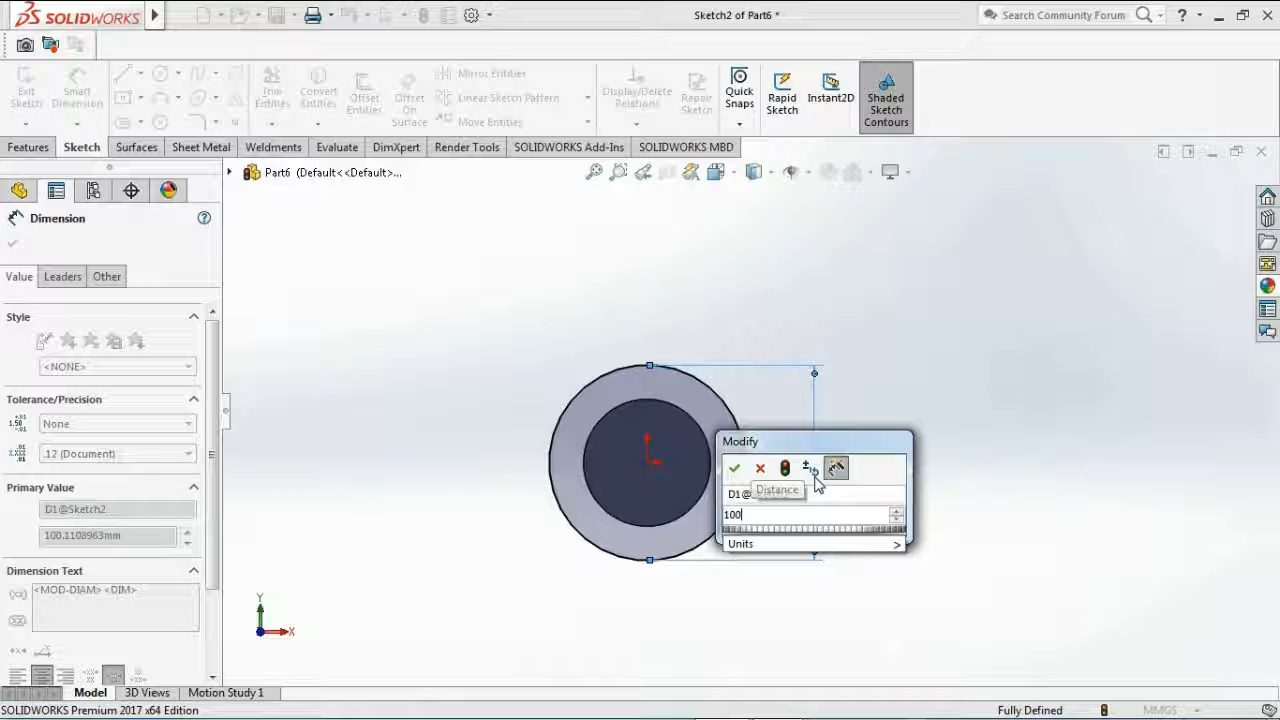 SOLIDWORKS
Sketch2 of Part6 *
Search Community Forum
?
Exit Sketch
Smart Dimension
Trim Entities
Convert Entities
Offset Entities
Offset On Surface
Mirror Entities
Linear Sketch Pattern
Move Entities
Display/Delete Relations
Repair Sketch
Quick Snaps
Rapid Sketch
Instant2D
Shaded Sketch Contours
Features
Sketch
Surfaces
Sheet Metal
Weldments
Evaluate
DimXpert
Render Tools
SOLIDWORKS Add-Ins
SOLIDWORKS MBD
Part6 (Default<<Default>...
Dimension
Value
Leaders
Other
Style
<NONE>
Tolerance/Precision
None
.12 (Document)
Primary Value
D1@Sketch2
100.1108963mm
Dimension Text
<MOD-DIAM> <DIM>
Modify
Distance
D1@
100
Units >
Y
X
Model
3D Views
Motion Study 1
SOLIDWORKS Premium 2017 x64 Edition
Fully Defined
MMGS